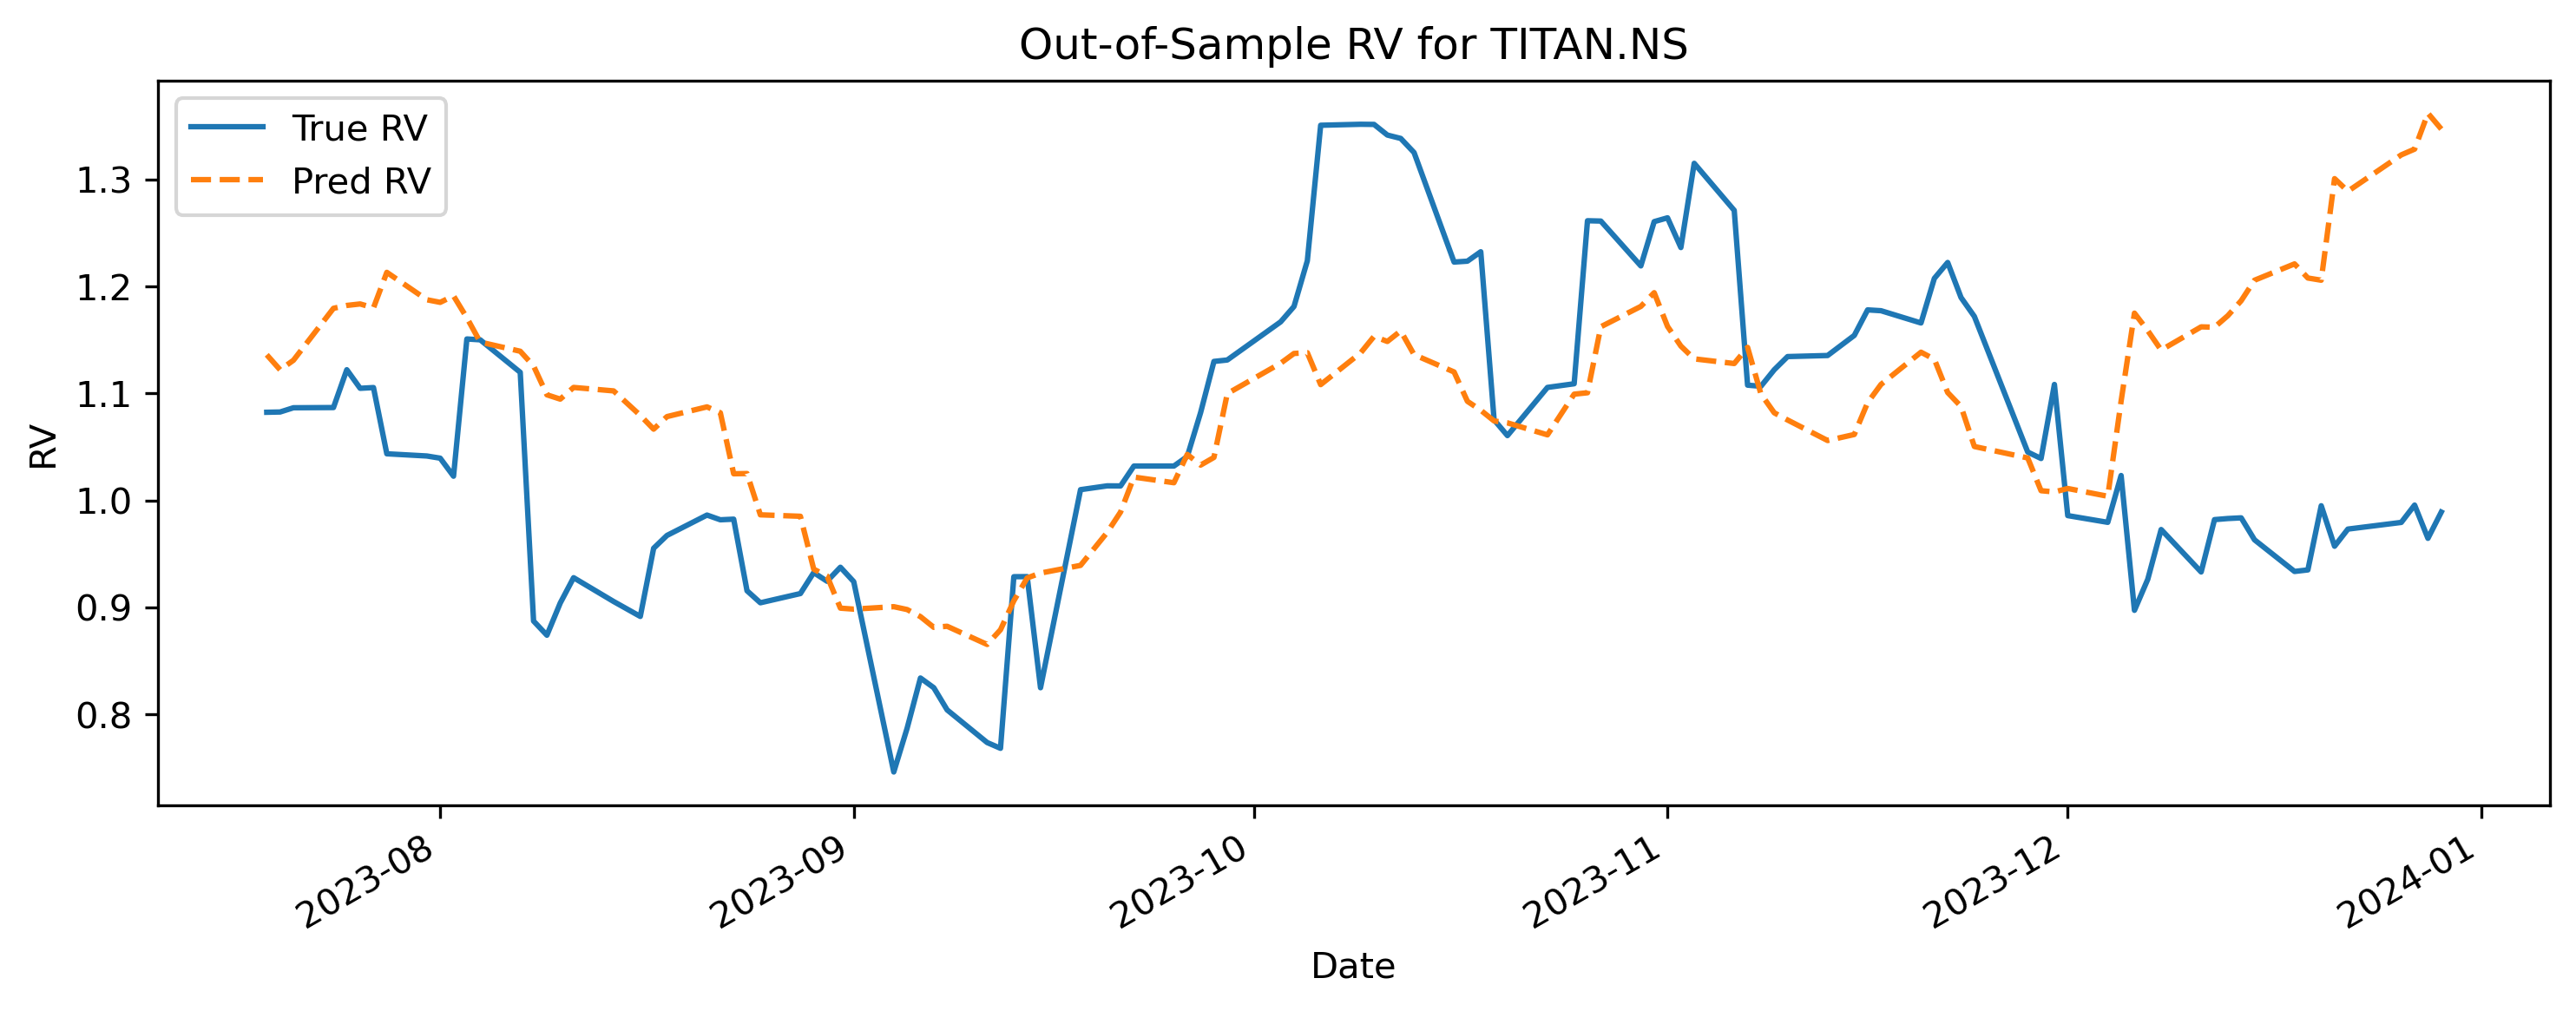 Out-of-Sample RV for TITAN.NS
True RV
Pred RV
1.3
1.2
1.1
1.0
0.9
0.8
RV
2023-08
2023-09
2023-10
2023-11
2023-12
2024-01
Date